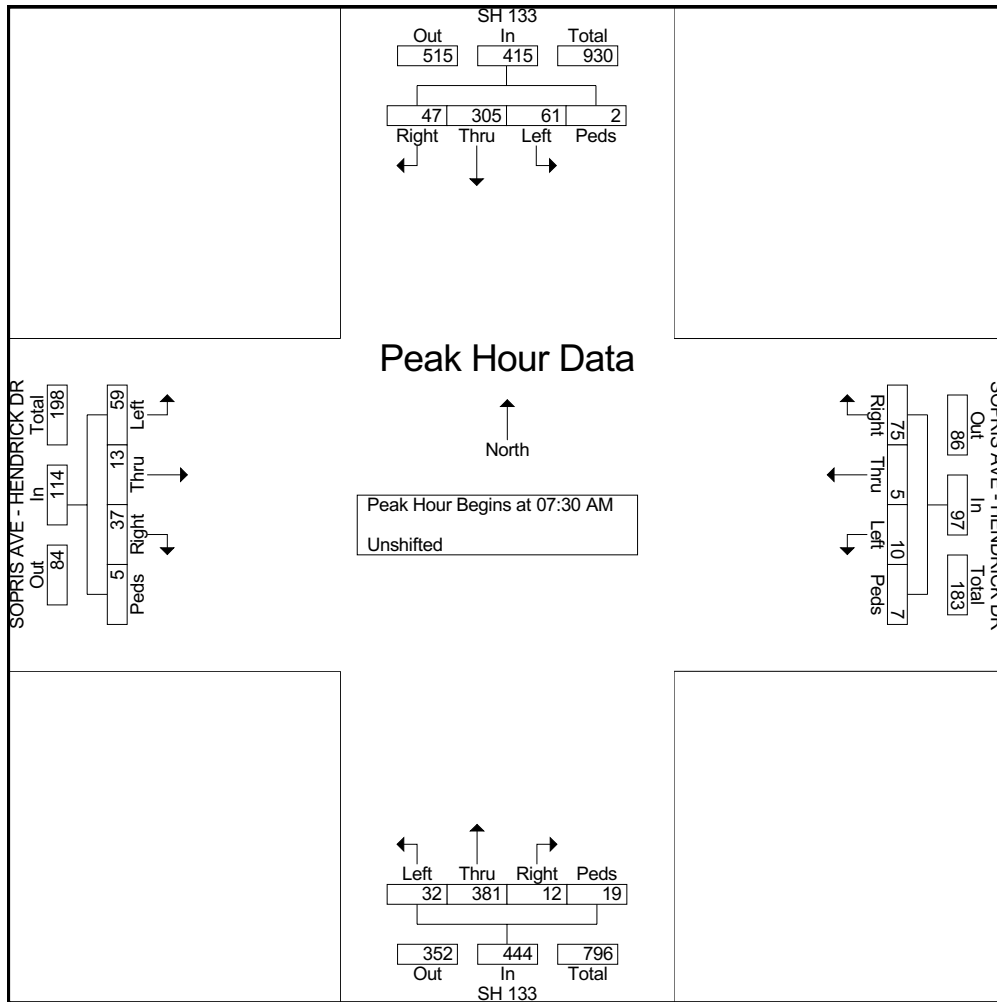 SH 133
Out In Total
515 415 930
47 305 61 2
Right Thru Left Peds
Peak Hour Data
North
Peak Hour Begins at 07:30 AM
Unshifted
SOPRIS AVE - HENDRICK DR
Out In Total
84 114 198
59 13 37 5
Left Thru Right Peds
SOPRIS AVE - HENDRICK DR
Out In Total
86 97 183
75 5 10 7
Right Thru Left Peds
Left Thru Right Peds
32 381 12 19
352 444 796
Out In Total
SH 133